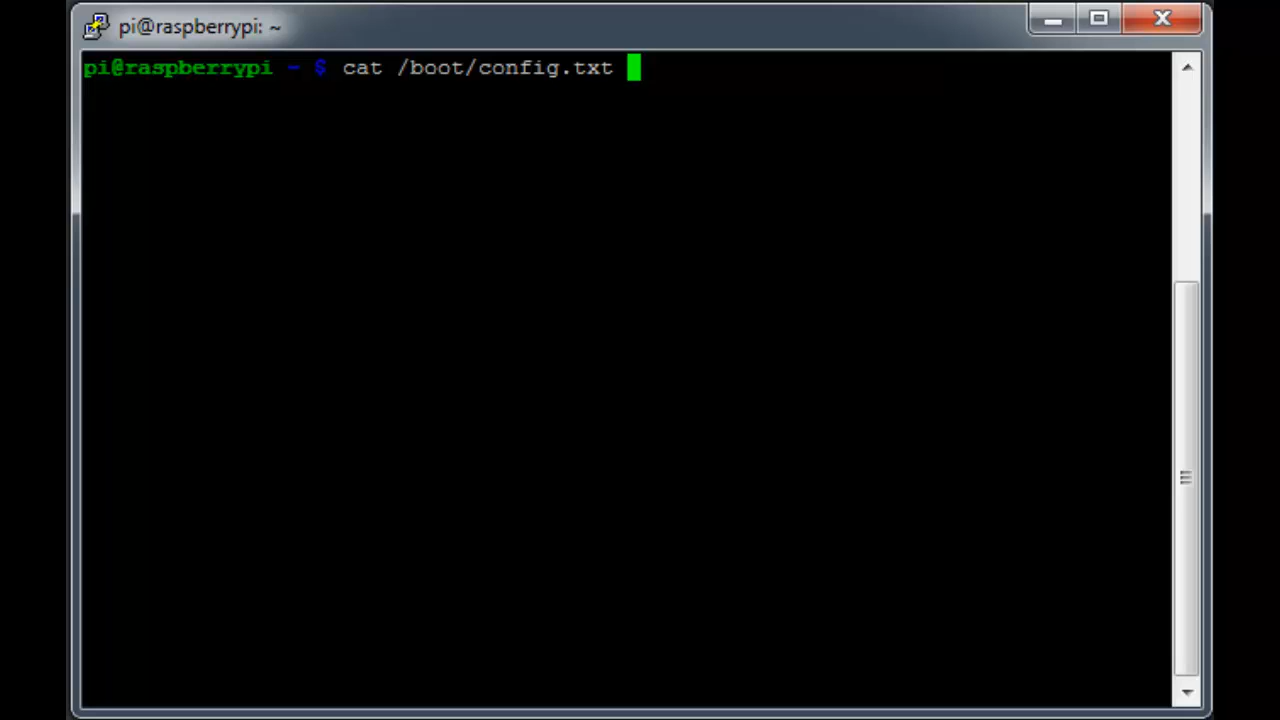 pi@raspberrypi: ~
pi@raspberrypi ~ $ cat /boot/config.txt